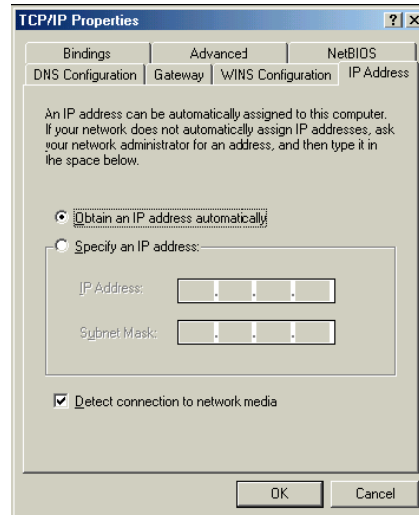 TCP/IP Properties
Bindings Advanced NetBIOS
DNS Configuration Gateway WINS Configuration IP Address
An IP address can be automatically assigned to this computer.
If your network does not automatically assign IP addresses, ask
your network administrator for an address, and then type it in
the space below.
Obtain an IP address automatically
Specify an IP address:
IP Address:
Subnet Mask:
Detect connection to network media
OK Cancel